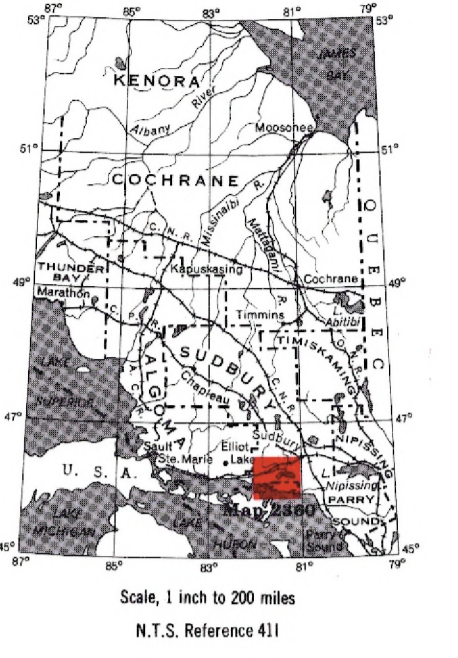 85° 83° 81° 79°
53° 53°
JAMES
BAY
KENORA
River
Albany
Moosonee
51° 51°
COCHRANE
Missinaibi R.
Mattagami
R.
QUEBEC
C. N. R.
THUNDER
BAY
Kapuskasing
Cochrane
49° 49°
Marathon
Timmins
L.
Abitibi
C. P. R.
TIMISKAMING
O. N. R.
LAKE
SUPERIOR
A. C. R.
ALGOMA
SUDBURY
Chapleau
C. N. R.
47° 47°
Sudbury
NIPISSING
Sault
Ste. Marie
Elliot
Lake
U. S. A.
L.
Nipissing
PARRY
SOUND
Map 2360
LAKE
MICHIGAN
LAKE
HURON
Parry
Sound
45° 45°
87° 85° 83° 81° 79°
Scale, 1 inch to 200 miles
N.T.S. Reference 41I